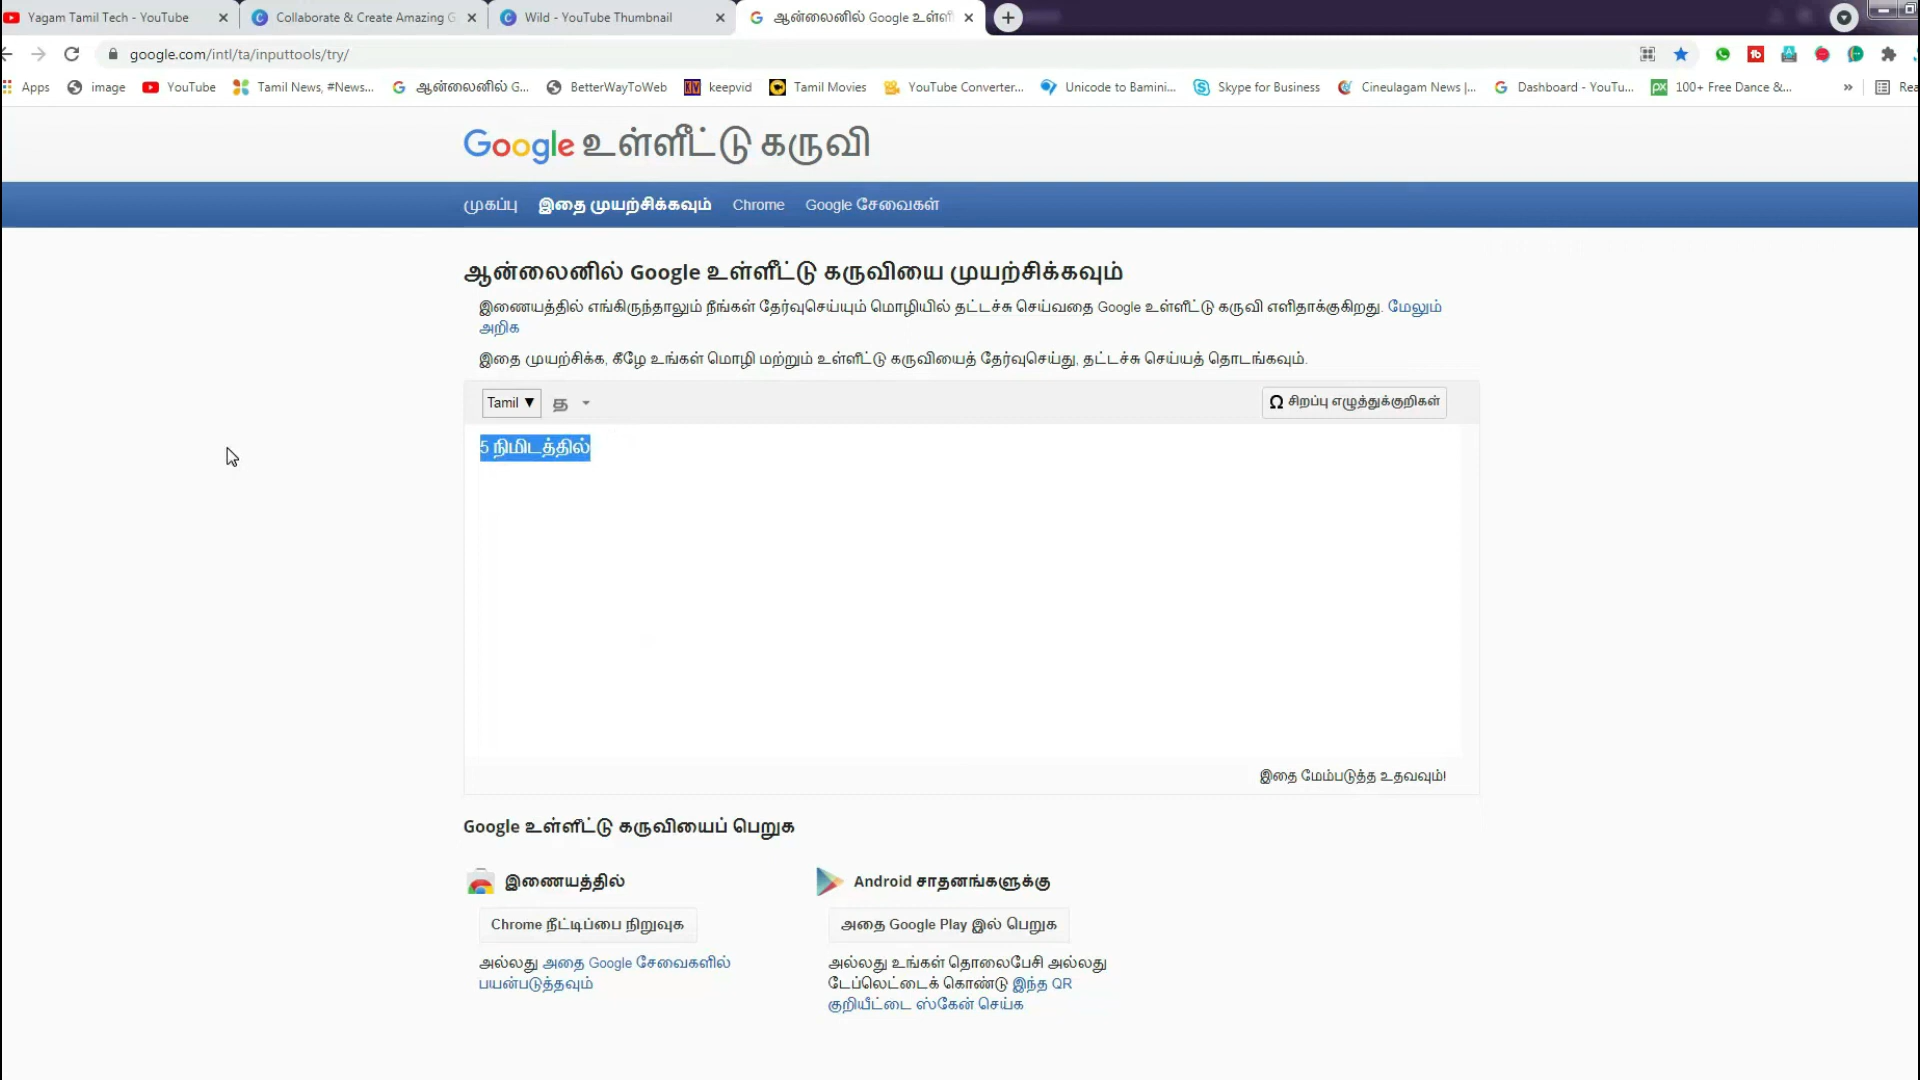 Yagam Tamil Tech - YouTube
Collaborate & Create Amazing G
Wild - YouTube Thumbnail
ஆன்லைனில் Google உள்ளீ
google.com/intl/ta/inputtools/try/
Apps
image
YouTube
Tamil News, #News...
ஆன்லைனில் G...
BetterWayToWeb
keepvid
Tamil Movies
YouTube Converter...
Unicode to Bamini...
Skype for Business
Cineulagam News |...
Dashboard - YouTu...
100+ Free Dance &...
»
Rea
Google உள்ளீட்டு கருவி
முகப்பு இதை முயற்சிக்கவும் Chrome Google சேவைகள்
ஆன்லைனில் Google உள்ளீட்டு கருவியை முயற்சிக்கவும்
இணையத்தில் எங்கிருந்தாலும் நீங்கள் தேர்வுசெய்யும் மொழியில் தட்டச்சு செய்வதை Google உள்ளீட்டு கருவி எளிதாக்குகிறது. மேலும்
அறிக
இதை முயற்சிக்க, கீழே உங்கள் மொழி மற்றும் உள்ளீட்டு கருவியைத் தேர்வுசெய்து, தட்டச்சு செய்யத் தொடங்கவும்.
Tamil ▼ த
Ω சிறப்பு எழுத்துக்குறிகள்
5 நிமிடத்தில்
இதை மேம்படுத்த உதவவும்!
Google உள்ளீட்டு கருவியைப் பெறுக
இணையத்தில்
Chrome நீட்டிப்பை நிறுவுக
அல்லது அதை Google சேவைகளில்
பயன்படுத்தவும்
Android சாதனங்களுக்கு
அதை Google Play இல் பெறுக
அல்லது உங்கள் தொலைபேசி அல்லது
டேப்லெட்டைக் கொண்டு இந்த QR
குறியீட்டை ஸ்கேன் செய்க